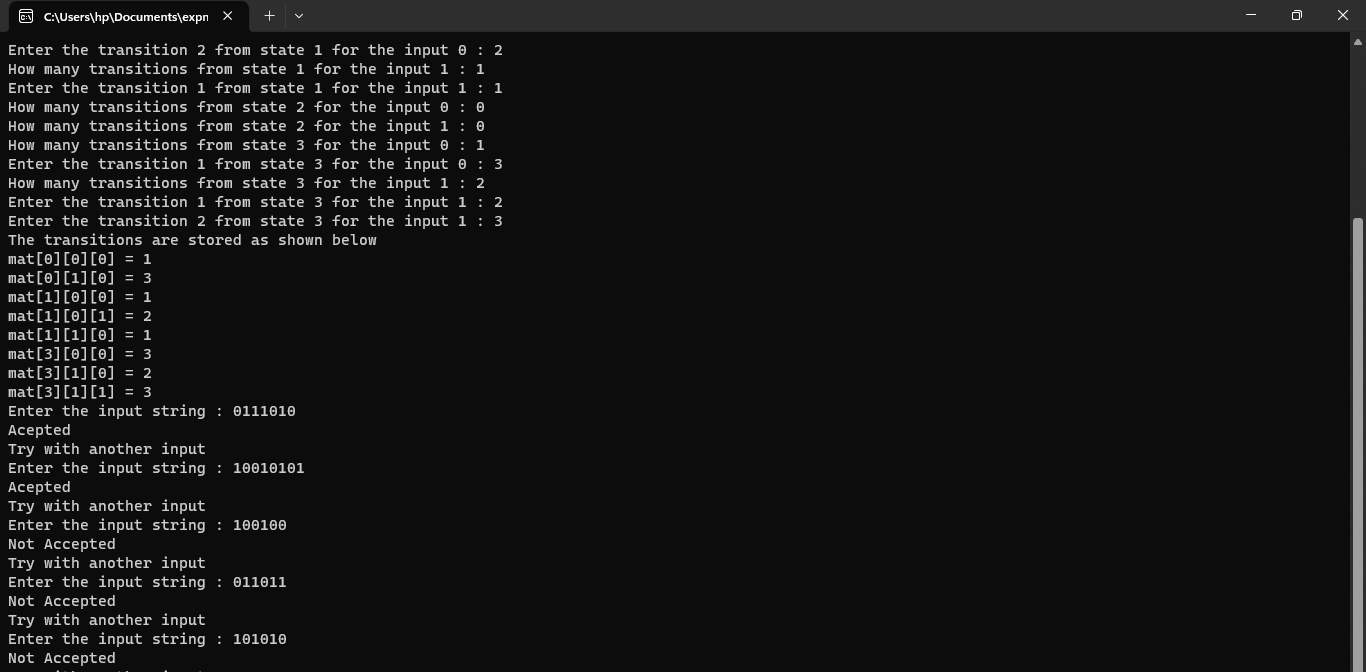 C:\Users\hp\Documents\expn
Enter the transition 2 from state 1 for the input 0 : 2
How many transitions from state 1 for the input 1 : 1
Enter the transition 1 from state 1 for the input 1 : 1
How many transitions from state 2 for the input 0 : 0
How many transitions from state 2 for the input 1 : 0
How many transitions from state 3 for the input 0 : 1
Enter the transition 1 from state 3 for the input 0 : 3
How many transitions from state 3 for the input 1 : 2
Enter the transition 1 from state 3 for the input 1 : 2
Enter the transition 2 from state 3 for the input 1 : 3
The transitions are stored as shown below
mat[0][0][0] = 1
mat[0][1][0] = 3
mat[1][0][0] = 1
mat[1][0][1] = 2
mat[1][1][0] = 1
mat[3][0][0] = 3
mat[3][1][0] = 2
mat[3][1][1] = 3
Enter the input string : 0111010
Acepted
Try with another input
Enter the input string : 10010101
Acepted
Try with another input
Enter the input string : 100100
Not Accepted
Try with another input
Enter the input string : 011011
Not Accepted
Try with another input
Enter the input string : 101010
Not Accepted